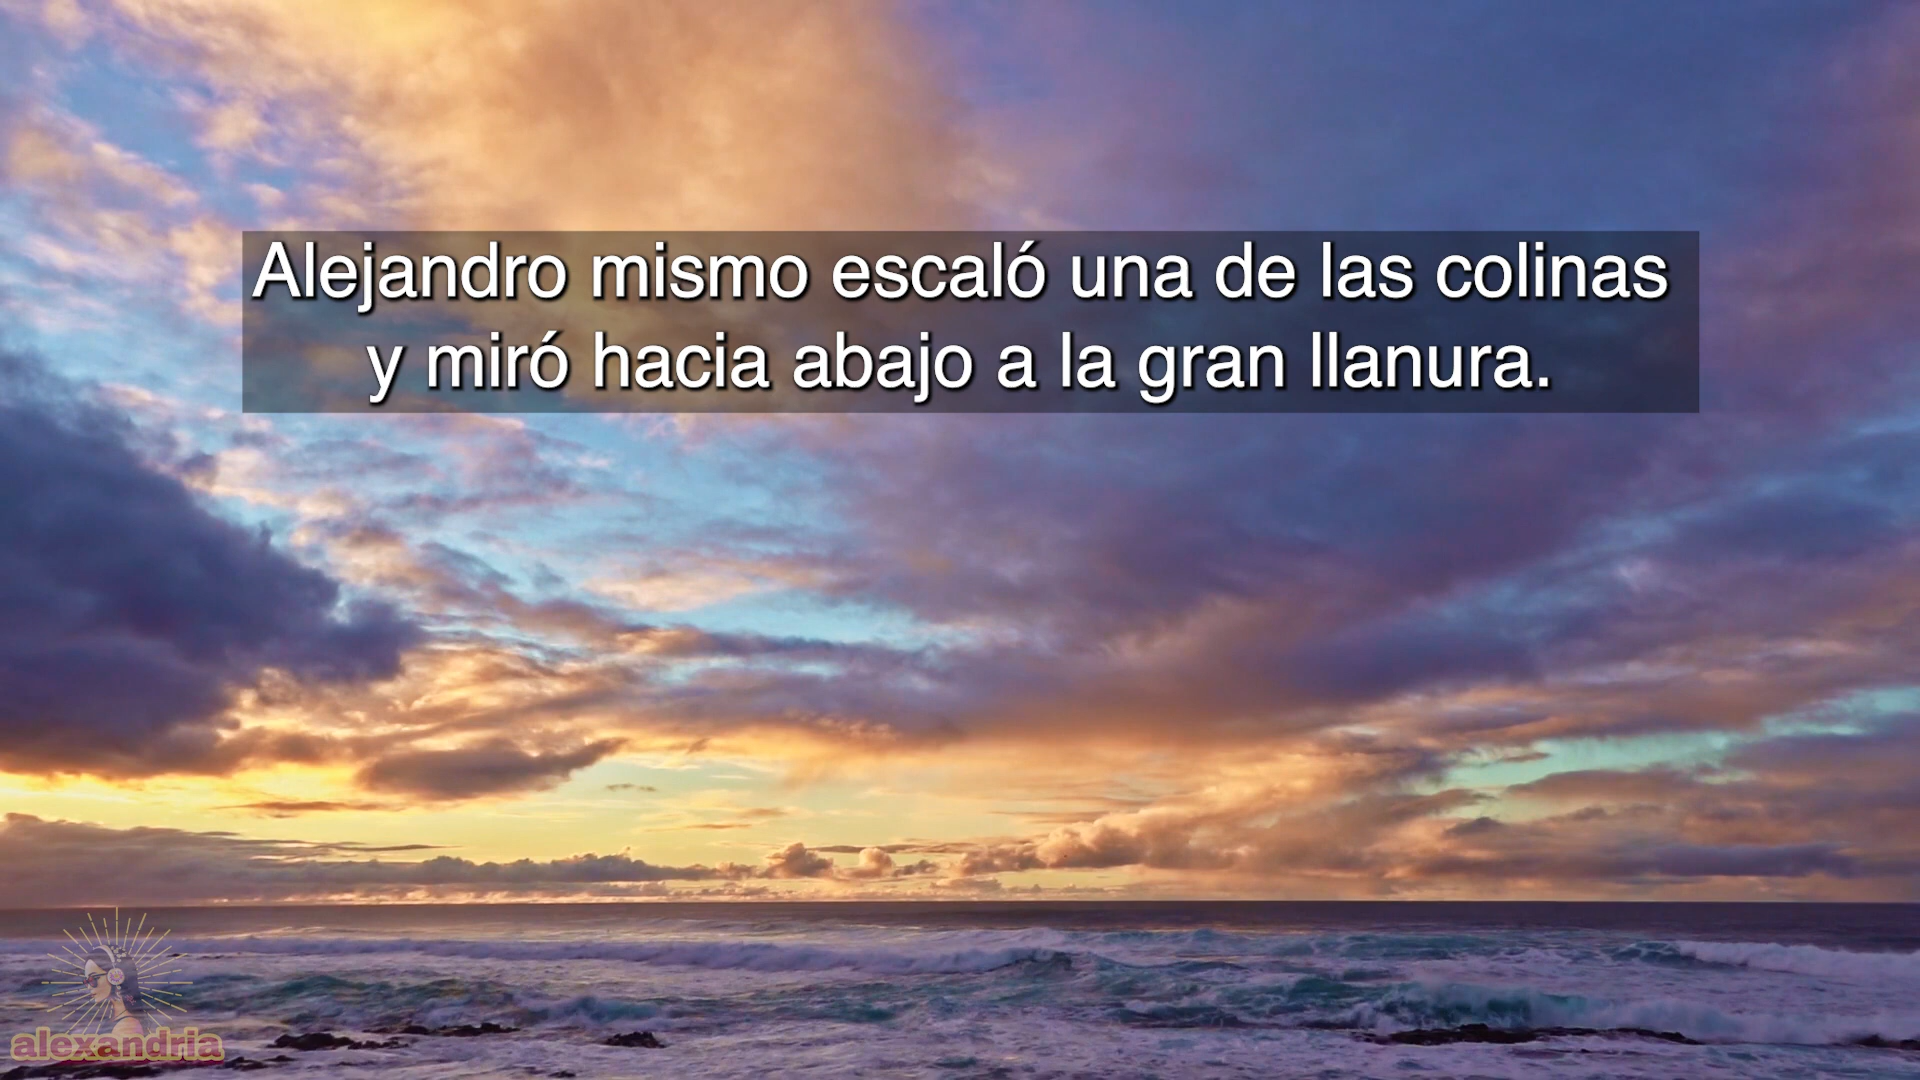 Alejandro mismo escaló una de las colinas
y miró hacia abajo a la gran llanura.
alexandria